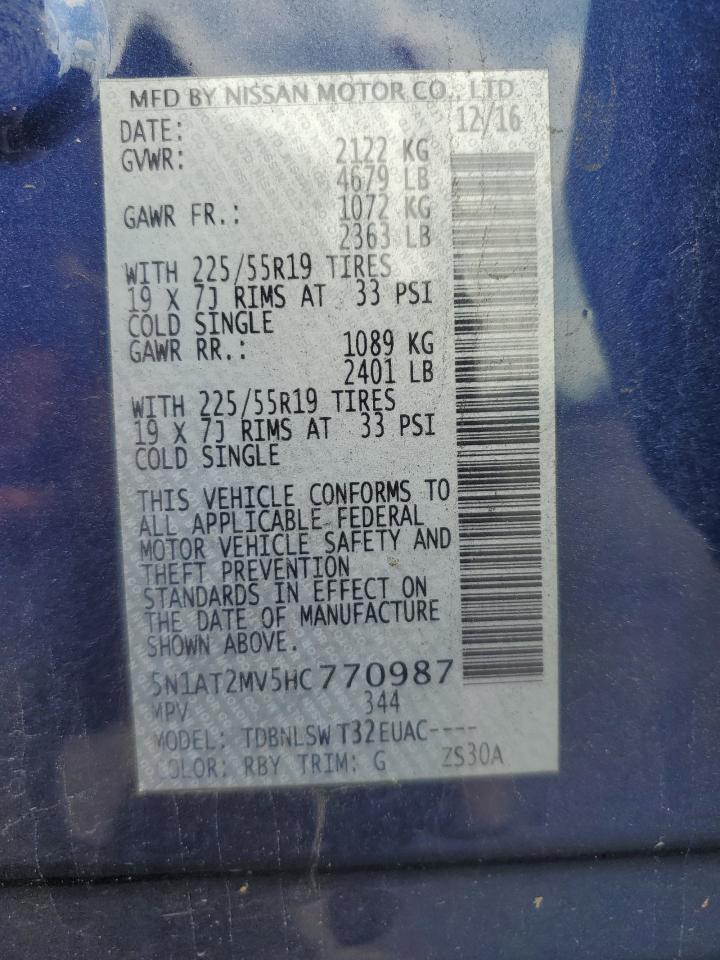 MFD BY NISSAN MOTOR CO., LTD.
DATE: 12/16
GVWR: 2122 KG
4679 LB
GAWR FR.: 1072 KG
2363 LB
WITH 225/55R19 TIRES
19 X 7J RIMS AT 33 PSI
COLD SINGLE
GAWR RR.: 1089 KG
2401 LB
WITH 225/55R19 TIRES
19 X 7J RIMS AT 33 PSI
COLD SINGLE
THIS VEHICLE CONFORMS TO
ALL APPLICABLE FEDERAL
MOTOR VEHICLE SAFETY AND
THEFT PREVENTION
STANDARDS IN EFFECT ON
THE DATE OF MANUFACTURE
SHOWN ABOVE.
5N1AT2MV5HC770987
MPV 344
MODEL: TDBNLSW T32EUAC----
COLOR: RBY TRIM: G ZS30A